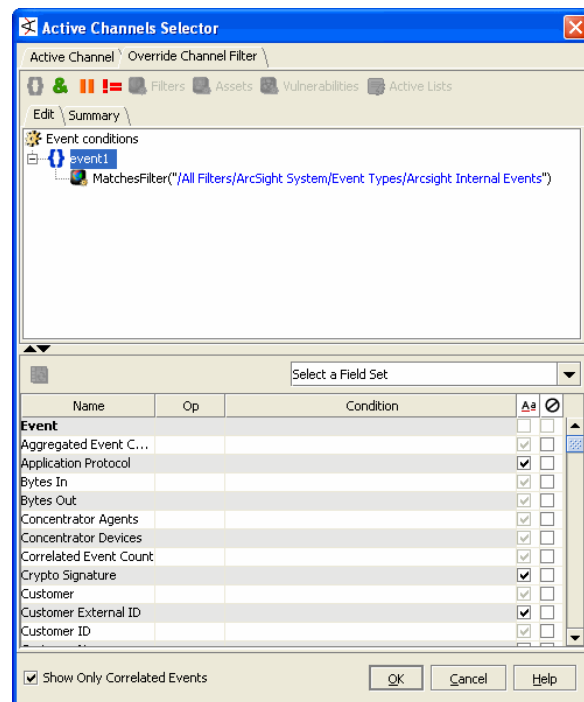 Active Channels Selector
Active Channel Override Channel Filter
& != Filters Assets Vulnerabilities Active Lists
Edit Summary
Event conditions
{} event1
MatchesFilter("/All Filters/ArcSight System/Event Types/Arcsight Internal Events")
Select a Field Set
Name Op Condition Aa
Event
Aggregated Event C...
Application Protocol
Bytes In
Bytes Out
Concentrator Agents
Concentrator Devices
Correlated Event Count
Crypto Signature
Customer
Customer External ID
Customer ID
Show Only Correlated Events OK Cancel Help